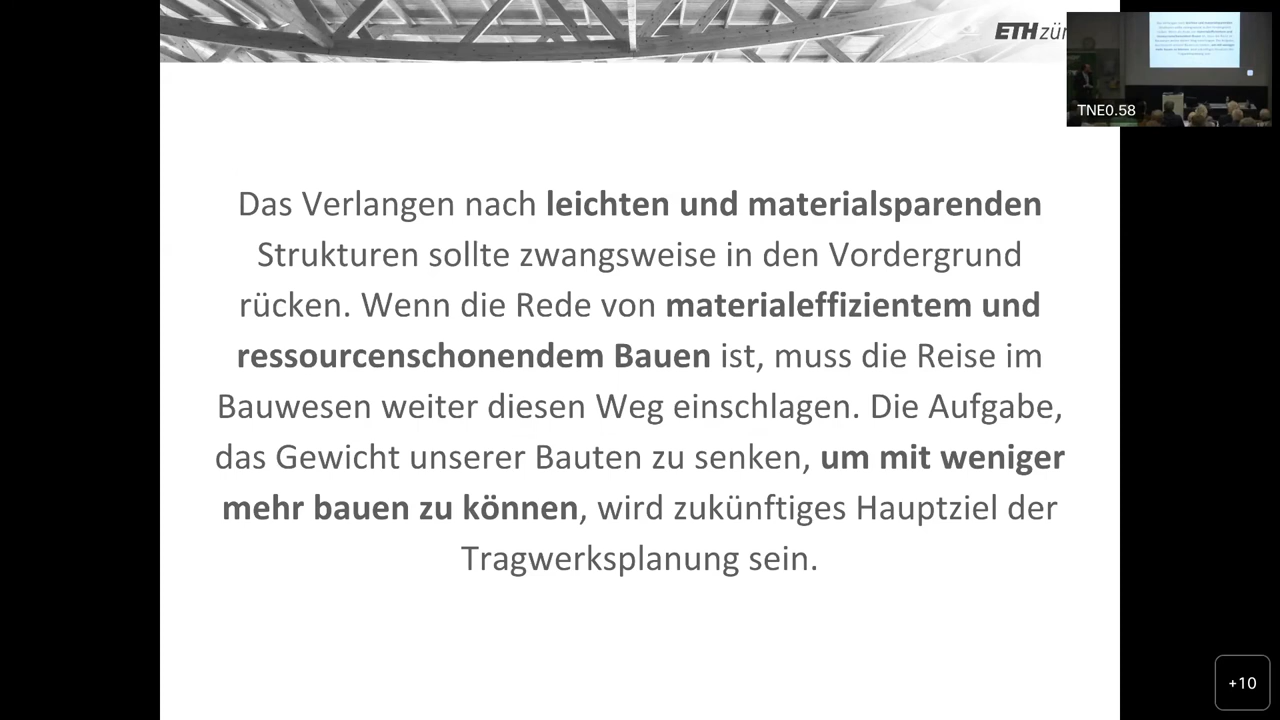 ETH zür
TNE0.58
Das Verlangen nach leichten und materialsparenden
Strukturen sollte zwangsweise in den Vordergrund
rücken. Wenn die Rede von materialeffizientem und
ressourcenschonendem Bauen ist, muss die Reise im
Bauwesen weiter diesen Weg einschlagen. Die Aufgabe,
das Gewicht unserer Bauten zu senken, um mit weniger
mehr bauen zu können, wird zukünftiges Hauptziel der
Tragwerksplanung sein.
+10